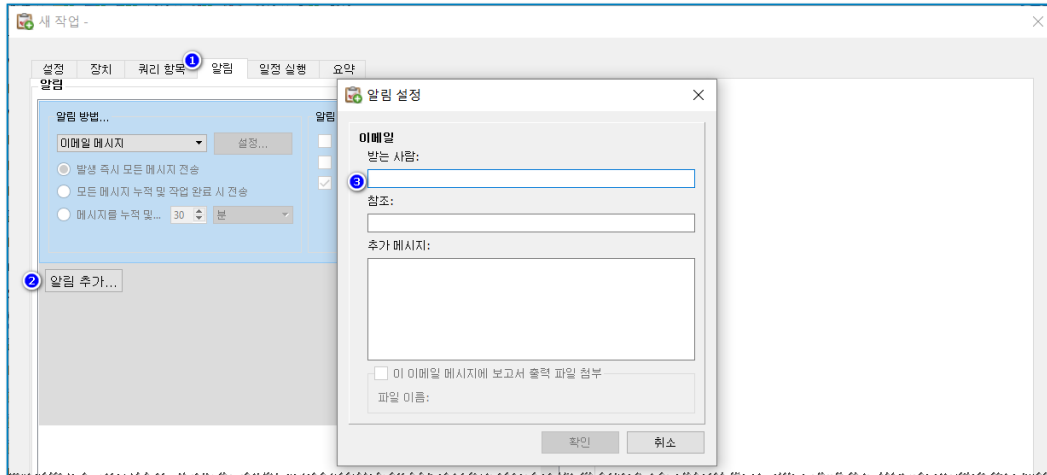 새 작업 -
설정 장치 쿼리 항목 1 알림 일정 실행 요약
알림
알림 방법...
알림
이메일 메시지 설정...
발생 즉시 모든 메시지 전송
모든 메시지 누적 및 작업 완료 시 전송
메시지를 누적 및... 30 분
2 알림 추가...
알림 설정
이메일
받는 사람:
3
참조:
추가 메시지:
이 이메일 메시지에 보고서 출력 파일 첨부
파일 이름:
확인 취소